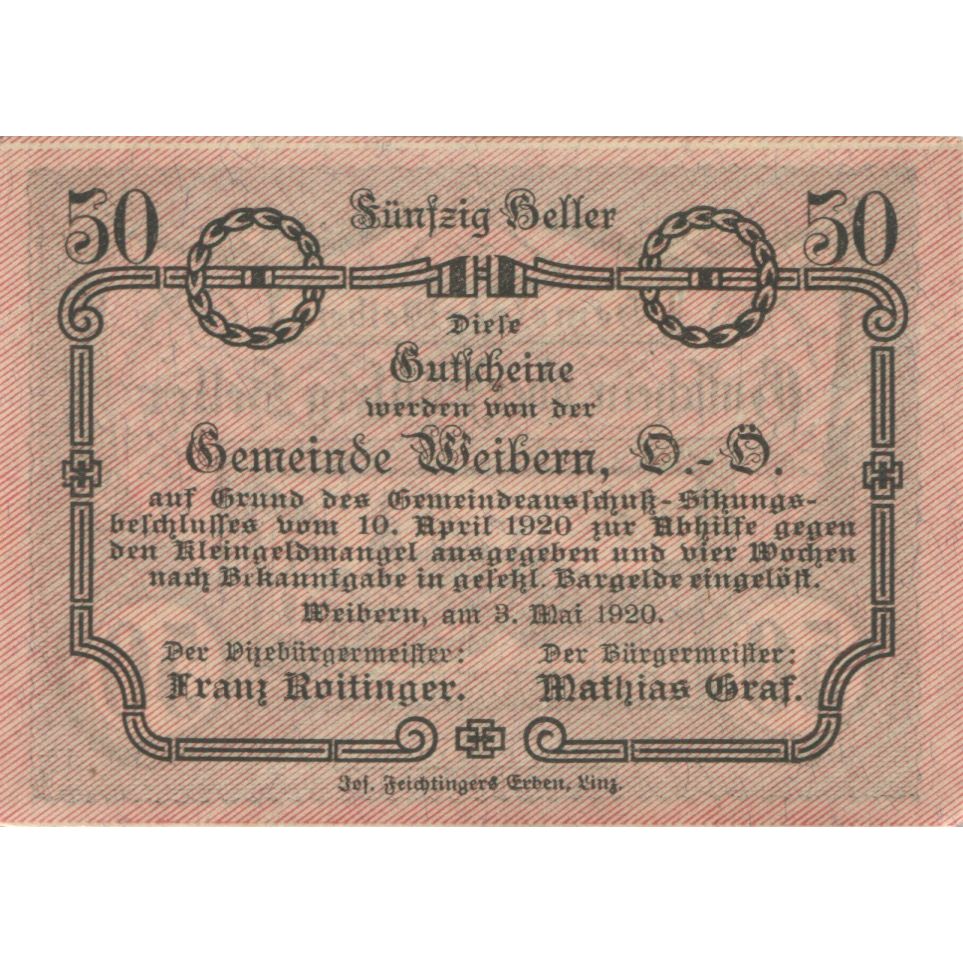 50 Fünfzig Heller 50
Diese
Gutscheine
werden von der
Gemeinde Weibern, O.-Ö.
auf Grund des Gemeindeausschuß-Sitzungs-
beschlusses vom 10. April 1920 zur Abhilfe gegen
den Kleingeldmangel ausgegeben und vier Wochen
nach Bekanntgabe in gesetzl. Bargelde eingelöst.
Weibern, am 3. Mai 1920.
Der Vizebürgermeister: Der Bürgermeister:
Franz Roitinger. Mathias Graf.
Jos. Feichtingers Erben, Linz.